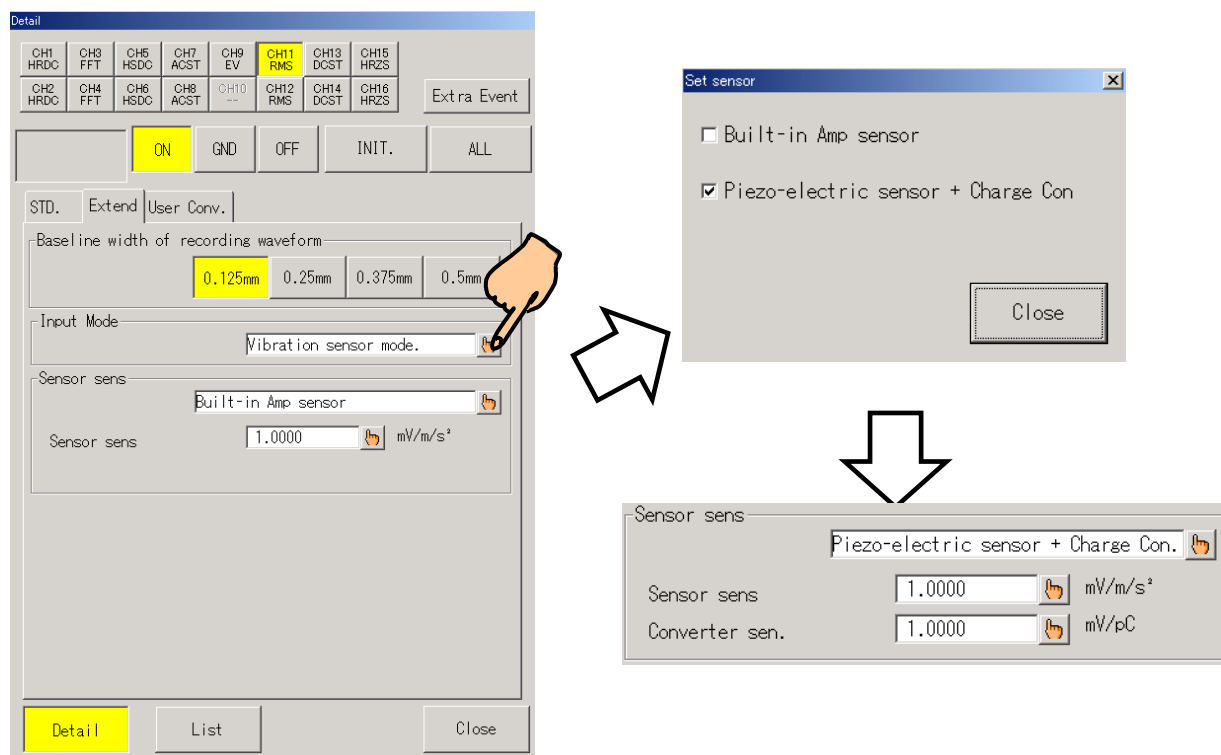 Detail
CH1 CH3 CH5 CH7 CH9 CH11 CH13 CH15
HRDC FFT HSDC ACST EV RMS DCST HRZS
CH2 CH4 CH6 CH8 CH10 CH12 CH14 CH16
HRDC FFT HSDC ACST -- RMS DCST HRZS
Extra Event
ON GND OFF INIT. ALL
STD. Extend User Conv.
Baseline width of recording waveform
0.125mm 0.25mm 0.375mm 0.5mm
Input Mode
Vibration sensor mode.
Sensor sens
Built-in Amp sensor
Sensor sens 1.0000 mV/m/s²
Detail List Close
Set sensor
Built-in Amp sensor
Piezo-electric sensor + Charge Con
Close
Sensor sens
Piezo-electric sensor + Charge Con.
Sensor sens 1.0000 mV/m/s²
Converter sen. 1.0000 mV/pC